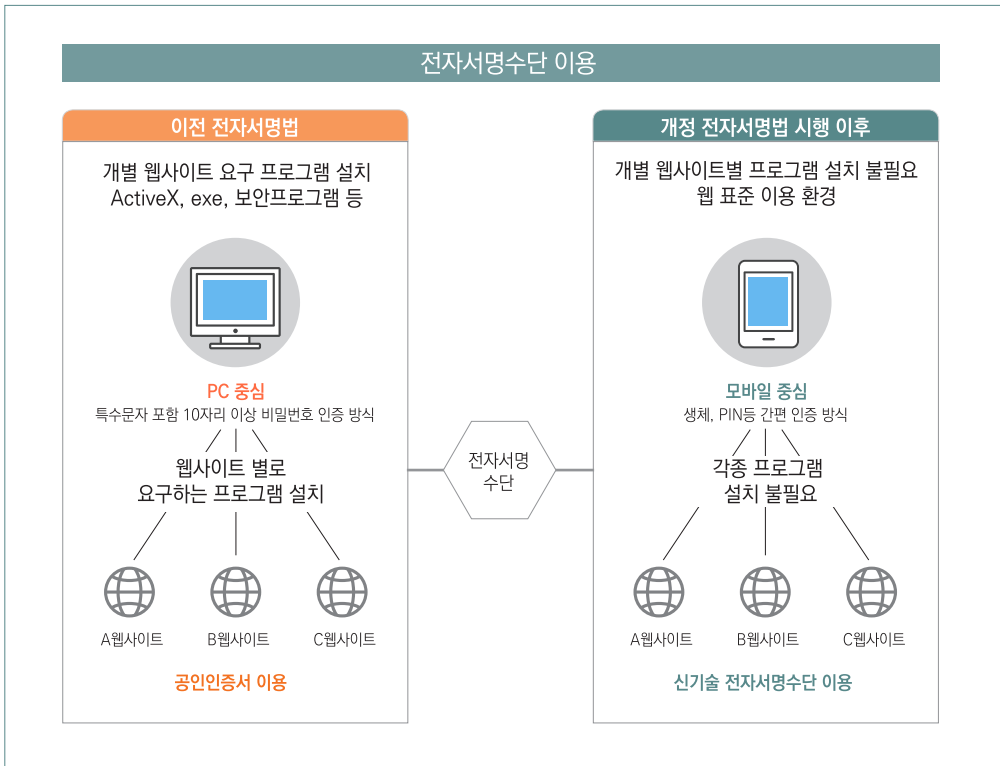 전자서명수단 이용
이전 전자서명법
개별 웹사이트 요구 프로그램 설치
ActiveX, exe, 보안프로그램 등
PC 중심
특수문자 포함 10자리 이상 비밀번호 인증 방식
웹사이트 별로
요구하는 프로그램 설치
A웹사이트
B웹사이트
C웹사이트
공인인증서 이용
전자서명
수단
개정 전자서명법 시행 이후
개별 웹사이트별 프로그램 설치 불필요
웹 표준 이용 환경
모바일 중심
생체, PIN등 간편 인증 방식
각종 프로그램
설치 불필요
A웹사이트
B웹사이트
C웹사이트
신기술 전자서명수단 이용